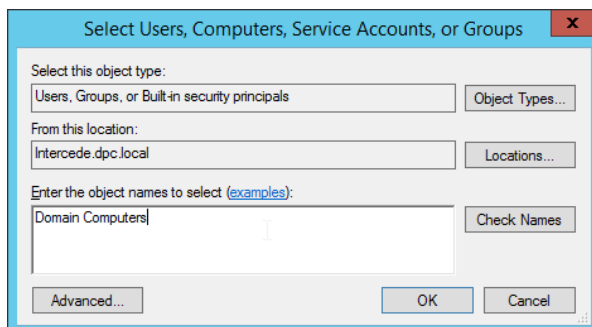 Select Users, Computers, Service Accounts, or Groups
x
Select this object type:
Users, Groups, or Built-in security principals
Object Types...
From this location:
Intercede.dpc.local
Locations...
Enter the object names to select (examples):
Domain Computers
Check Names
Advanced...
OK
Cancel